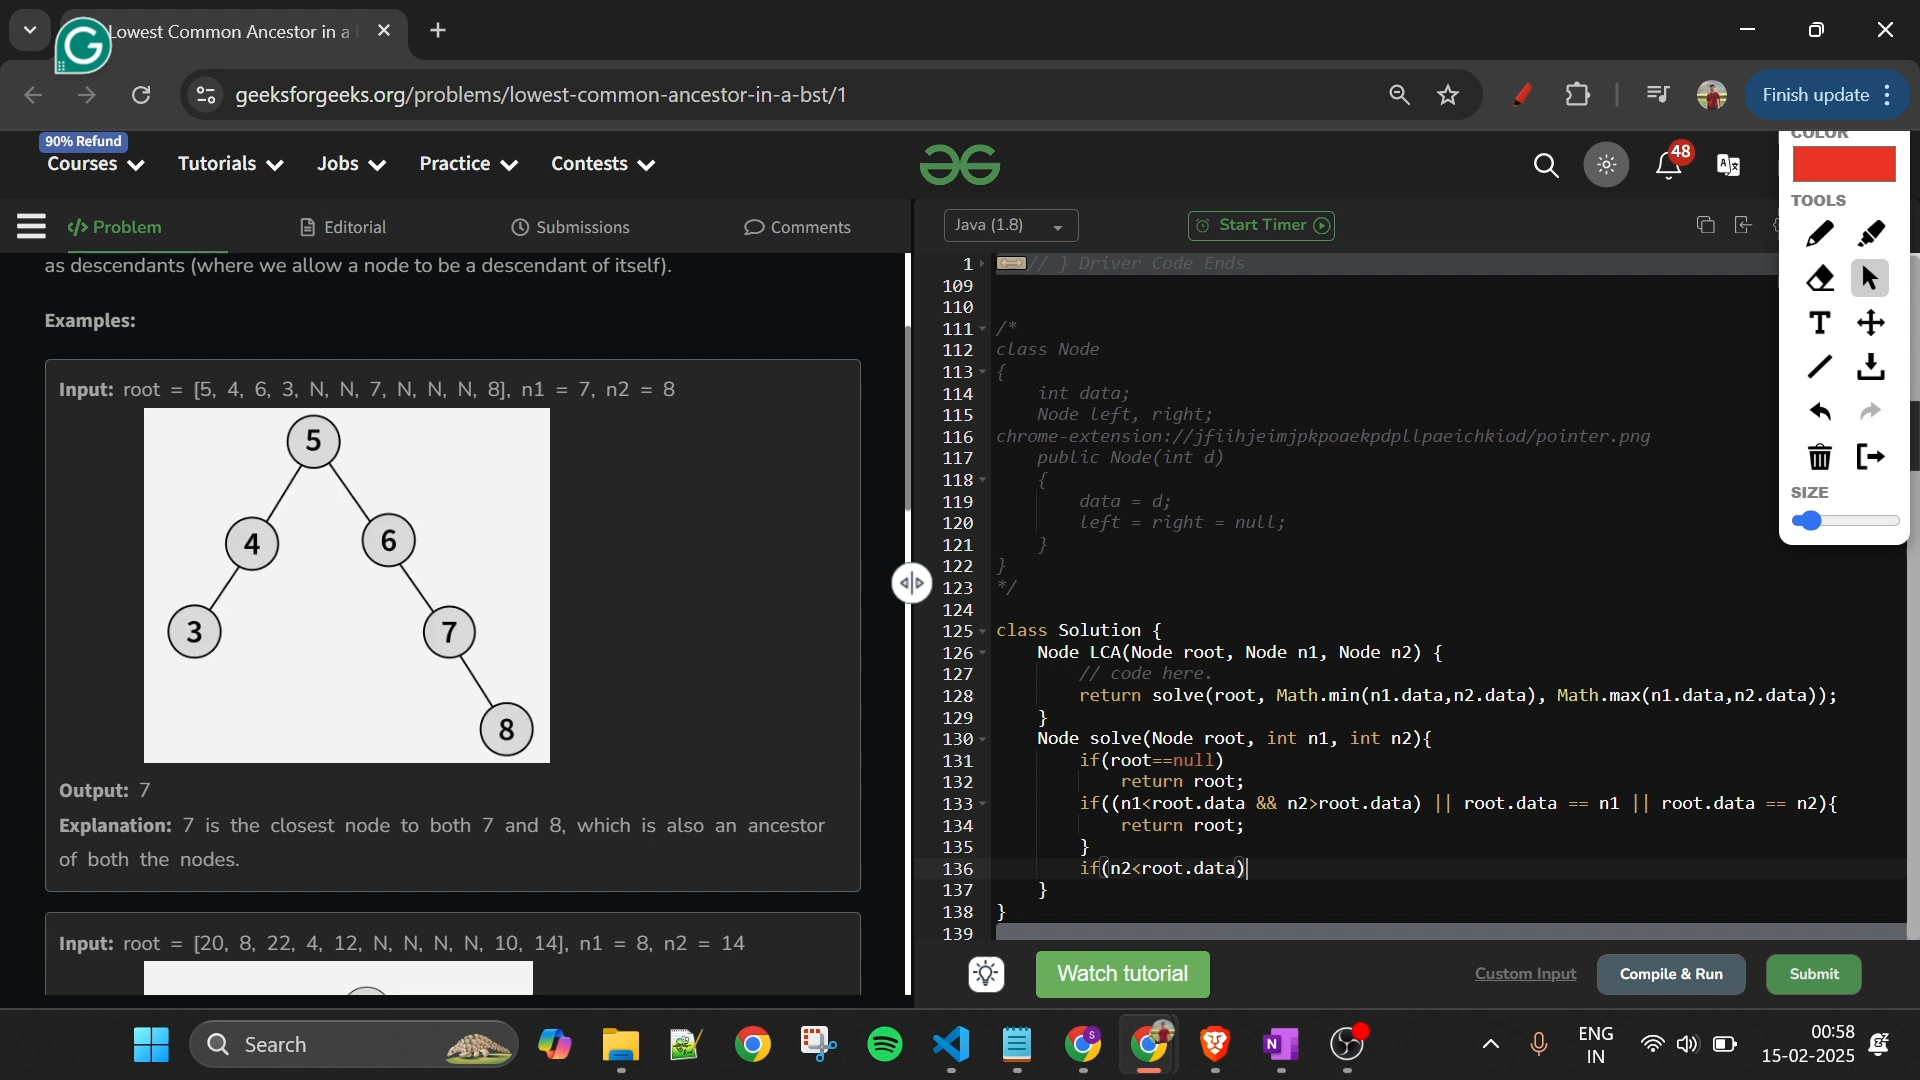 Lowest Common Ancestor in a
geeksforgeeks.org/problems/lowest-common-ancestor-in-a-bst/1
Finish update
90% Refund
Courses
Tutorials
Jobs
Practice
Contests
48
COLOR
TOOLS
SIZE
Problem
Editorial
Submissions
Comments
as descendants (where we allow a node to be a descendant of itself).
Examples:
Input: root = [5, 4, 6, 3, N, N, 7, N, N, N, 8], n1 = 7, n2 = 8
5
4
6
3
7
8
Output: 7
Explanation: 7 is the closest node to both 7 and 8, which is also an ancestor
of both the nodes.
Input: root = [20, 8, 22, 4, 12, N, N, N, N, 10, 14], n1 = 8, n2 = 14
Java (1.8)
Start Timer
1 // } Driver Code Ends
109
110
111 /*
112 class Node
113 {
114 int data;
115 Node left, right;
116 chrome-extension://jfiihjeimjpkpoaekpdpllpaeichkiod/pointer.png
117 public Node(int d)
118 {
119 data = d;
120 left = right = null;
121 }
122 }
123 */
124
125 class Solution {
126 Node LCA(Node root, Node n1, Node n2) {
127 // code here.
128 return solve(root, Math.min(n1.data,n2.data), Math.max(n1.data,n2.data));
129 }
130 Node solve(Node root, int n1, int n2){
131 if(root==null)
132 return root;
133 if((n1<root.data && n2>root.data) || root.data == n1 || root.data == n2){
134 return root;
135 }
136 if(n2<root.data)
137 }
138 }
139
Watch tutorial
Custom Input
Compile & Run
Submit
Search
ENG
IN
00:58
15-02-2025